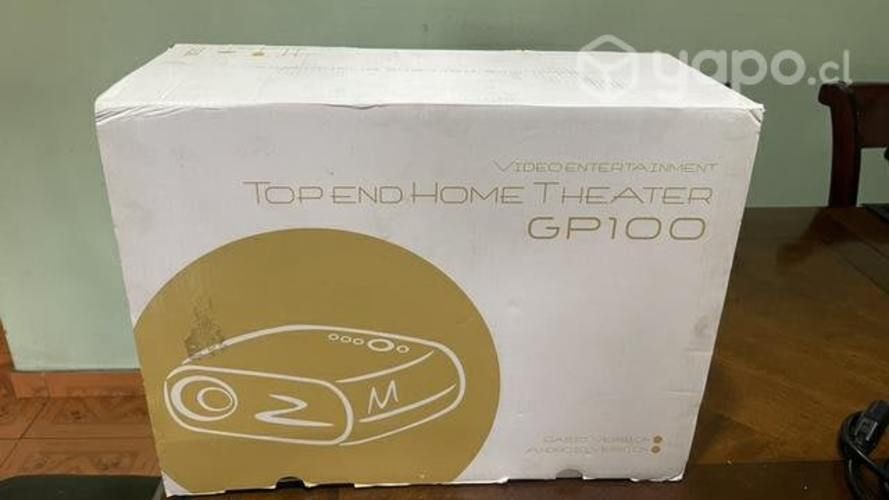 yapo.cl
VIDEO ENTERTAINMENT
TOP END HOME THEATER
GP100
M
BASIC VERSION
ANDROID VERSION